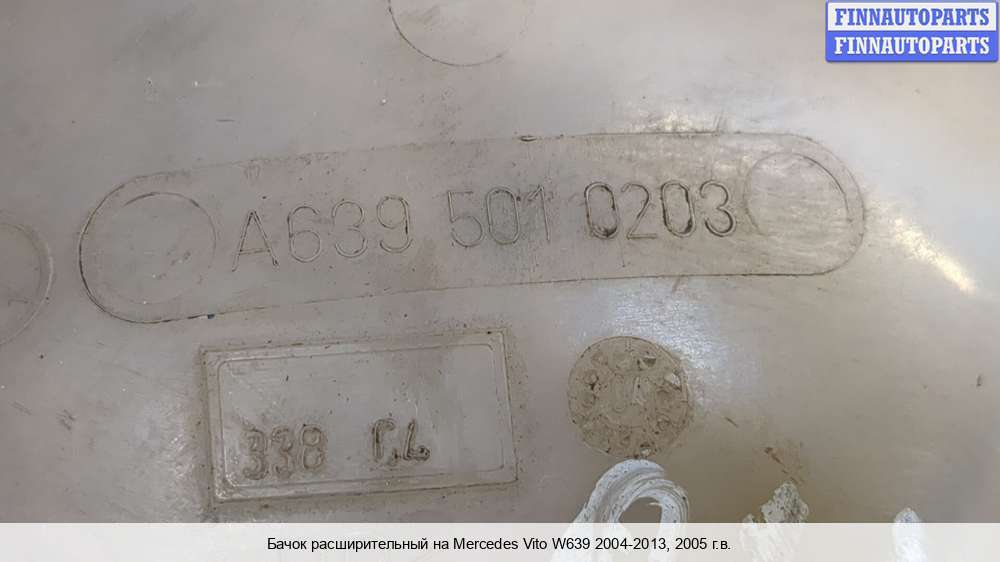 FINNAUTOPARTS
FINNAUTOPARTS
A639 501 0203
338
Бачок расширительный на Mercedes Vito W639 2004-2013, 2005 г.в.